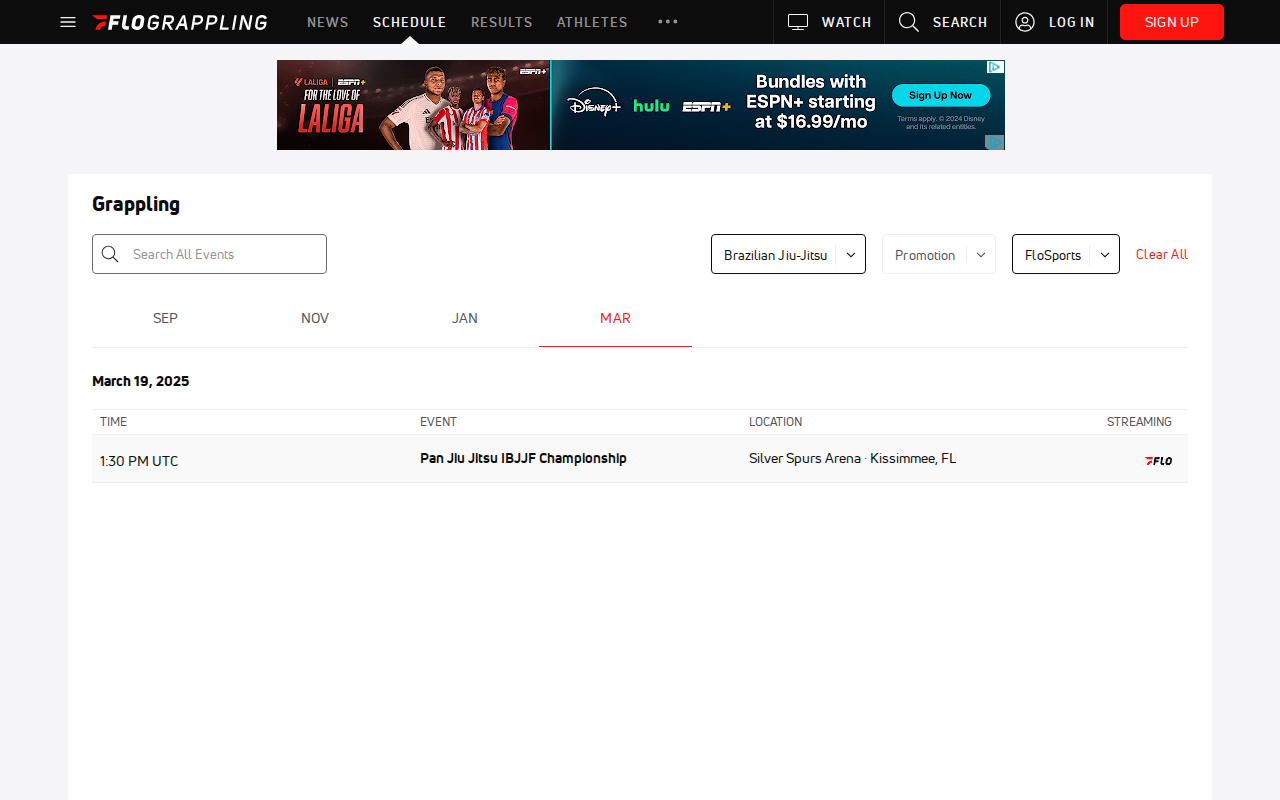 FLOGRAPPLING NEWS SCHEDULE RESULTS ATHLETES WATCH SEARCH LOG IN SIGN UP
LALIGA ESPN+
FOR THE LOVE OF
LALIGA
ESPN+
Disney+ hulu ESPN+
Bundles with
ESPN+ starting
at $16.99/mo
Sign Up Now
Terms apply. © 2024 Disney
and its related entities.
Grappling
Search All Events
Brazilian Jiu-Jitsu
Promotion
FloSports
Clear All
SEP NOV JAN MAR
March 19, 2025
TIME EVENT LOCATION STREAMING
1:30 PM UTC Pan Jiu Jitsu IBJJF Championship Silver Spurs Arena · Kissimmee, FL FLO